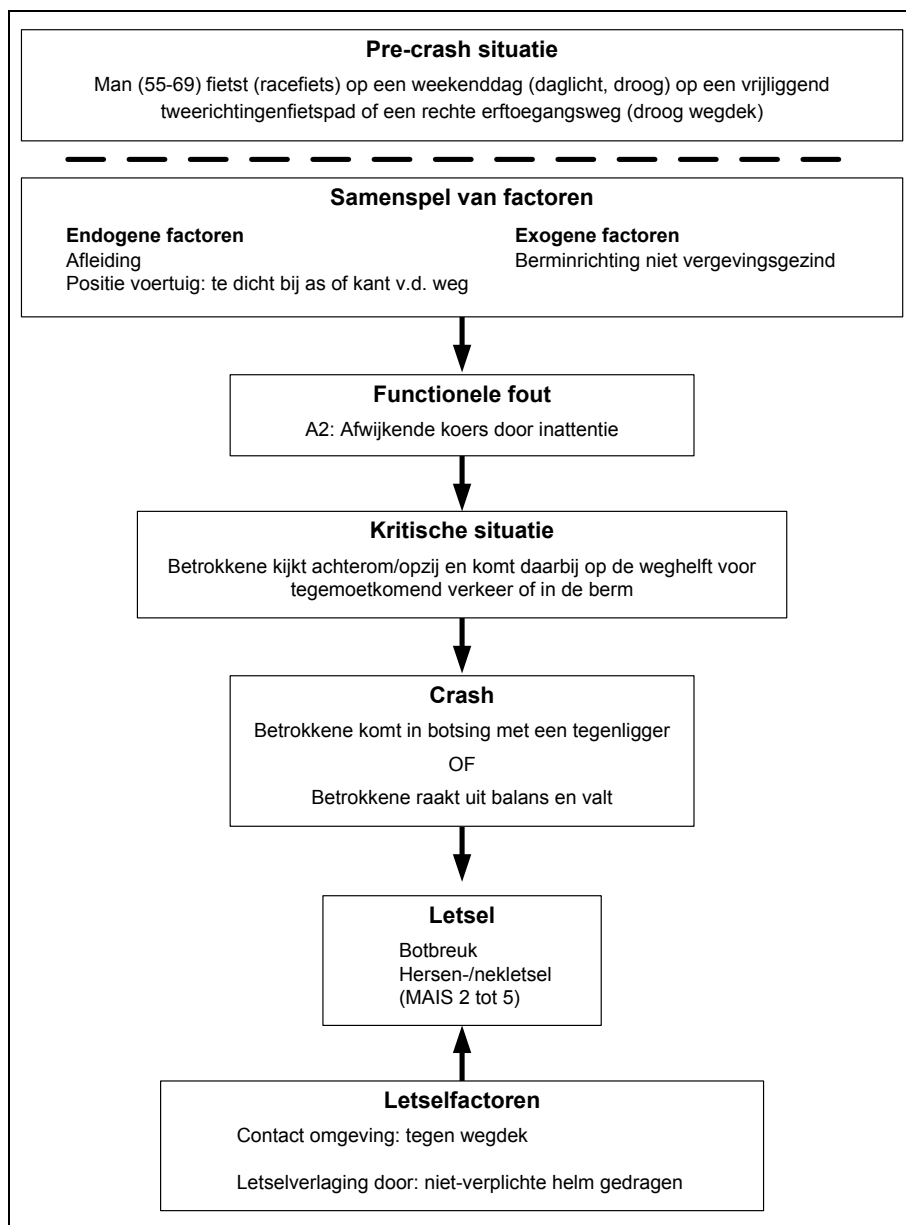 Pre-crash situatie
Man (55-69) fietst (racefiets) op een weekenddag (daglicht, droog) op een vrijliggend
tweerichtingenfietspad of een rechte erftoegangsweg (droog wegdek)
Samenspel van factoren
Endogene factoren
Afleiding
Positie voertuig: te dicht bij as of kant v.d. weg
Exogene factoren
Berminrichting niet vergevingsgezind
Functionele fout
A2: Afwijkende koers door inattentie
Kritische situatie
Betrokkene kijkt achterom/opzij en komt daarbij op de weghelft voor
tegemoetkomend verkeer of in de berm
Crash
Betrokkene komt in botsing met een tegenligger
OF
Betrokkene raakt uit balans en valt
Letsel
Botbreuk
Hersen-/nekletsel
(MAIS 2 tot 5)
Letselfactoren
Contact omgeving: tegen wegdek
Letselverlaging door: niet-verplichte helm gedragen